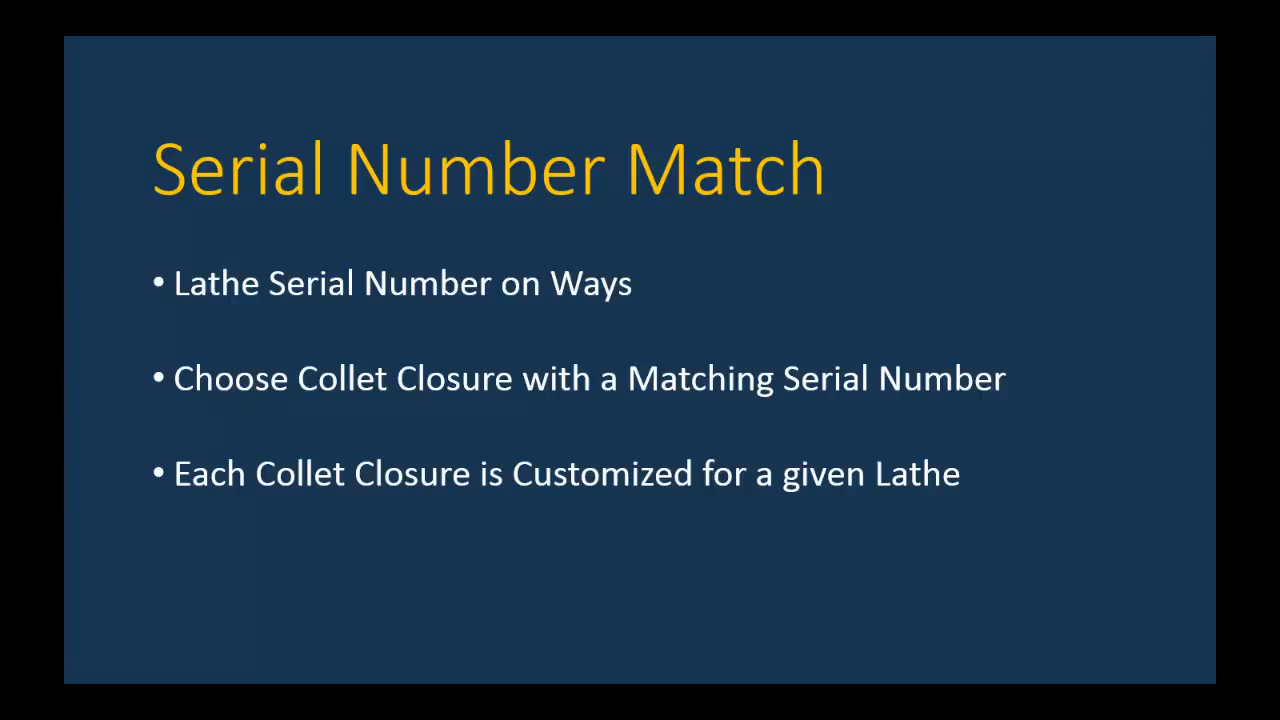 Serial Number Match
• Lathe Serial Number on Ways
• Choose Collet Closure with a Matching Serial Number
• Each Collet Closure is Customized for a given Lathe